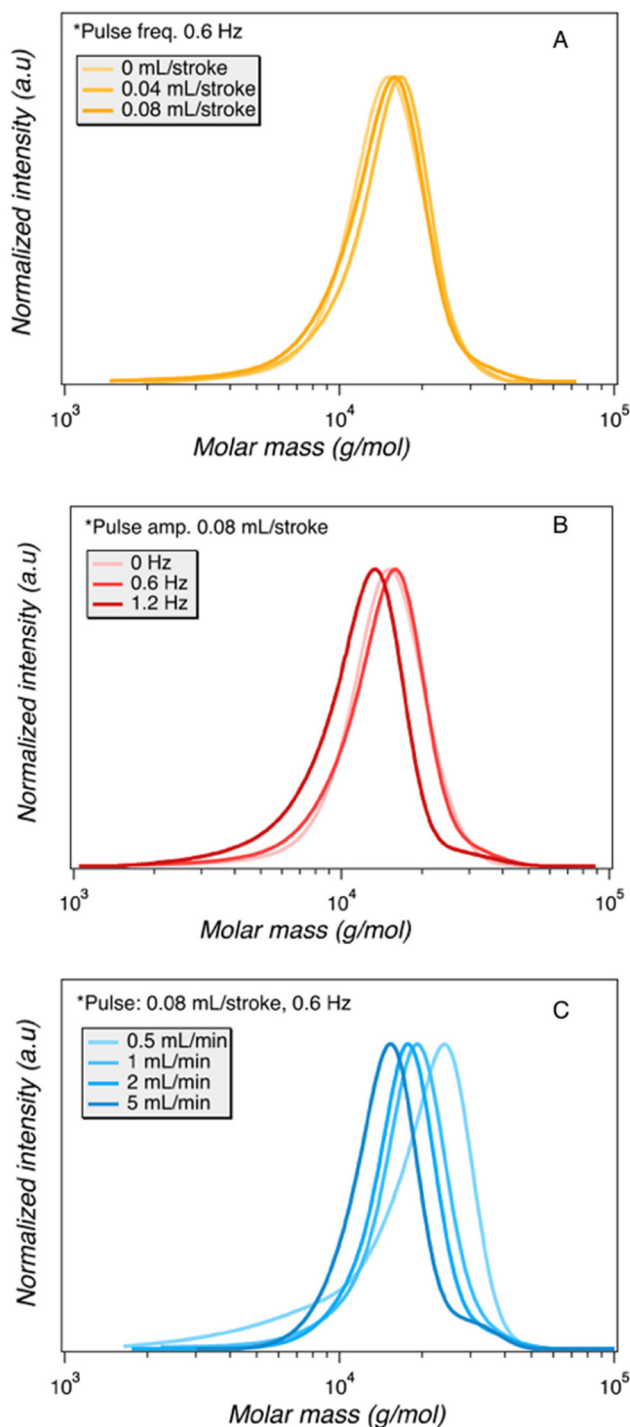 *Pulse freq. 0.6 Hz
A
0 mL/stroke
0.04 mL/stroke
0.08 mL/stroke
Normalized intensity (a.u)
10³
10⁴
10⁵
Molar mass (g/mol)
*Pulse amp. 0.08 mL/stroke
B
0 Hz
0.6 Hz
1.2 Hz
Normalized intensity (a.u)
10³
10⁴
10⁵
Molar mass (g/mol)
*Pulse: 0.08 mL/stroke, 0.6 Hz
C
0.5 mL/min
1 mL/min
2 mL/min
5 mL/min
Normalized intensity (a.u)
10³
10⁴
10⁵
Molar mass (g/mol)